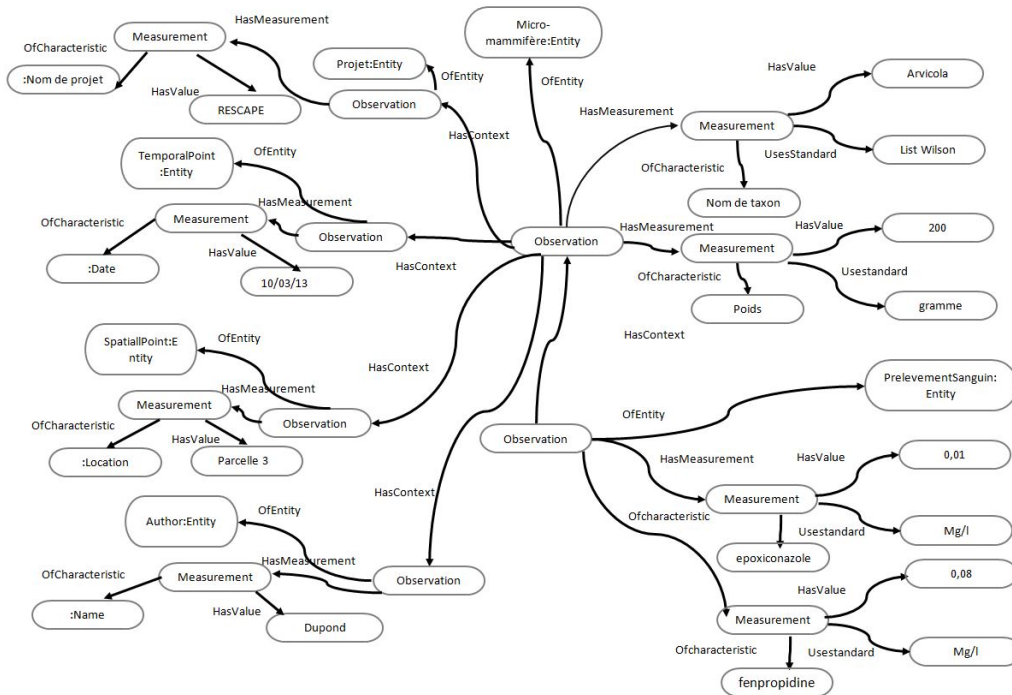 HasMeasurement
Measurement
OfCharacteristic
:Nom de projet
HasValue
RESCAPE
Projet:Entity
OfEntity
Observation
HasContext
Micro-
mammifère:Entity
OfEntity
HasMeasurement
HasValue
Arvicola
Measurement
UsesStandard
List Wilson
OfCharacteristic
Nom de taxon
TemporalPoint
:Entity
OfEntity
HasMeasurement
Measurement
OfCharacteristic
:Date
HasValue
10/03/13
Observation
HasContext
Observation
HasMeasurement
Measurement
HasValue
200
OfCharacteristic
Usestandard
gramme
Poids
HasContext
SpatiallPoint:E
ntity
OfEntity
HasMeasurement
Measurement
OfCharacteristic
:Location
HasValue
Parcelle 3
Observation
HasContext
Observation
OfEntity
PrelevementSanguin:
Entity
HasMeasurement
HasValue
0,01
Measurement
Ofcharacteristic
Usestandard
Mg/l
epoxiconazole
HasContext
Author:Entity
OfEntity
HasMeasurement
Measurement
OfCharacteristic
:Name
HasValue
Dupond
Observation
HasValue
0,08
Measurement
Ofcharacteristic
Usestandard
Mg/l
fenpropidine